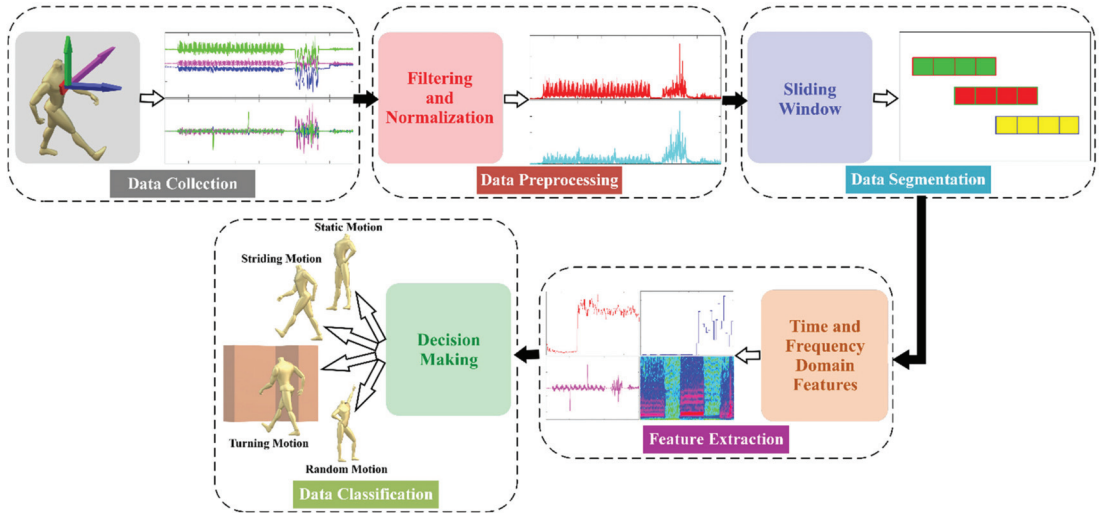 Filtering
and
Normalization
Sliding
Window
Data Collection
Data Preprocessing
Data Segmentation
Static Motion
Striding Motion
Turning Motion
Random Motion
Decision
Making
Time and
Frequency
Domain
Features
Data Classification
Feature Extraction